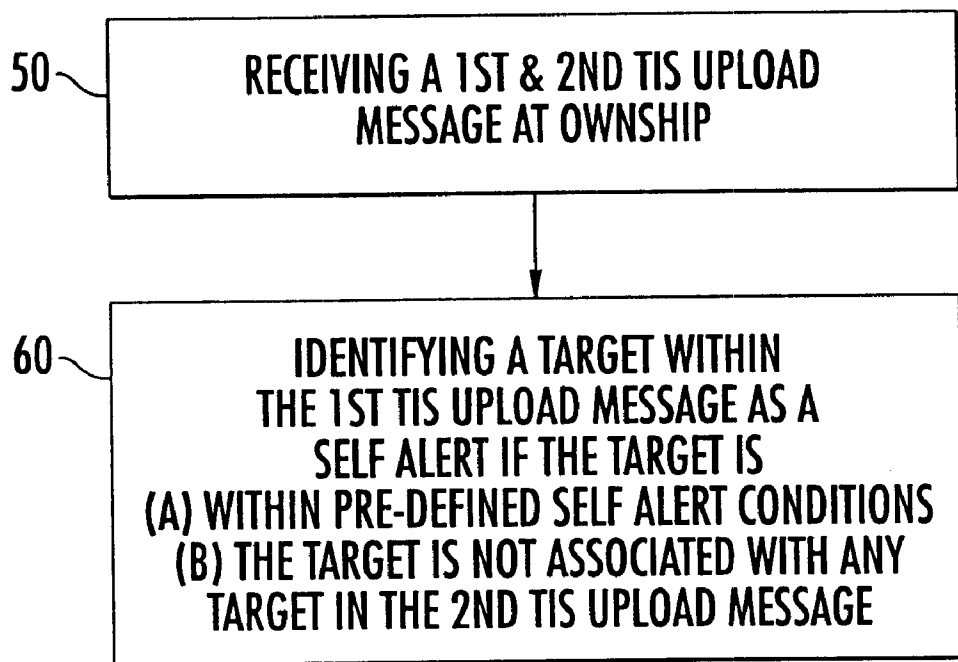 50
RECEIVING A 1ST & 2ND TIS UPLOAD
MESSAGE AT OWNSHIP
60
IDENTIFYING A TARGET WITHIN
THE 1ST TIS UPLOAD MESSAGE AS A
SELF ALERT IF THE TARGET IS
(A) WITHIN PRE-DEFINED SELF ALERT CONDITIONS
(B) THE TARGET IS NOT ASSOCIATED WITH ANY
TARGET IN THE 2ND TIS UPLOAD MESSAGE